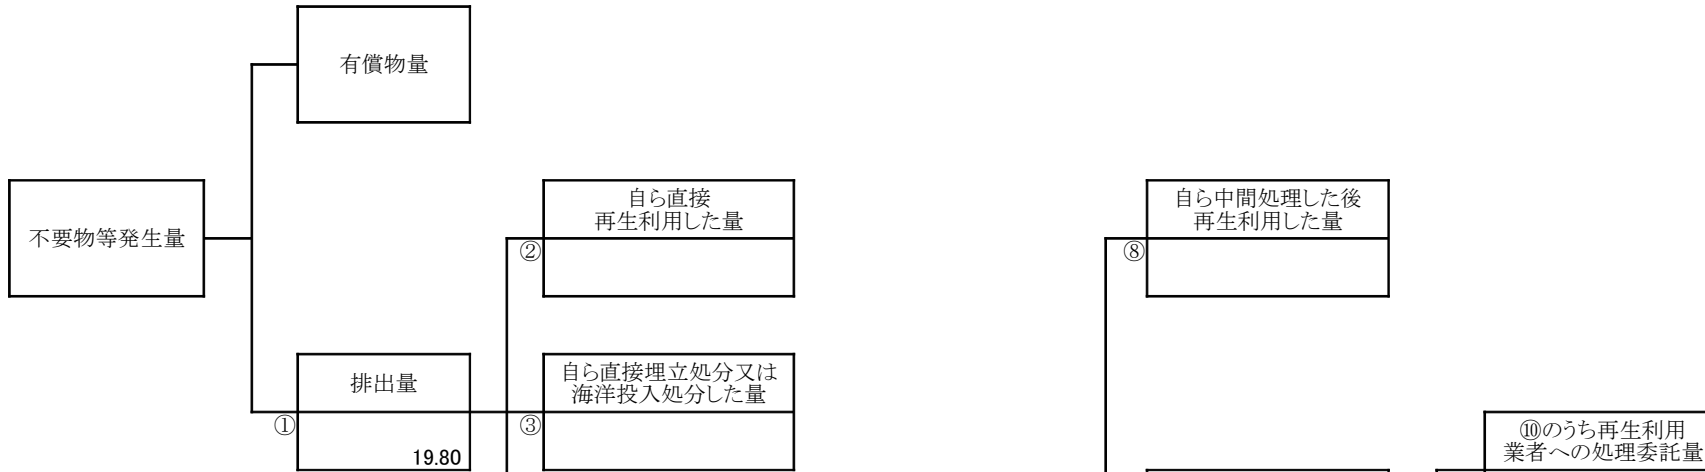 有償物量
不要物等発生量
自ら直接
再生利用した量
②
自ら中間処理した後
再生利用した量
⑧
排出量
①
19.80
自ら直接埋立処分又は
海洋投入処分した量
③
⑩のうち再生利用
業者への処理委託量